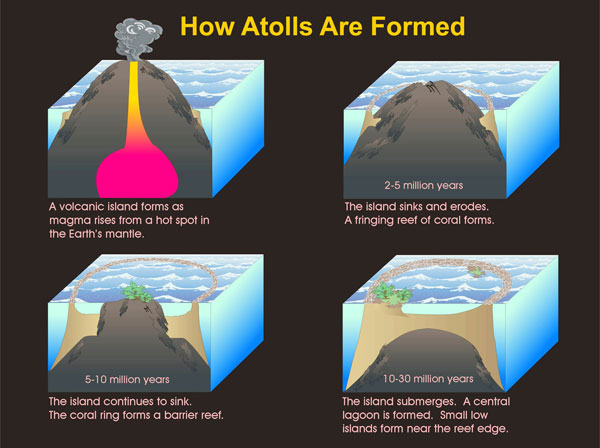 How Atolls Are Formed
A volcanic island forms as
magma rises from a hot spot in
the Earth's mantle.
2-5 million years
The island sinks and erodes.
A fringing reef of coral forms.
5-10 million years
The island continues to sink.
The coral ring forms a barrier reef.
10-30 million years
The island submerges. A central
lagoon is formed. Small low
islands form near the reef edge.